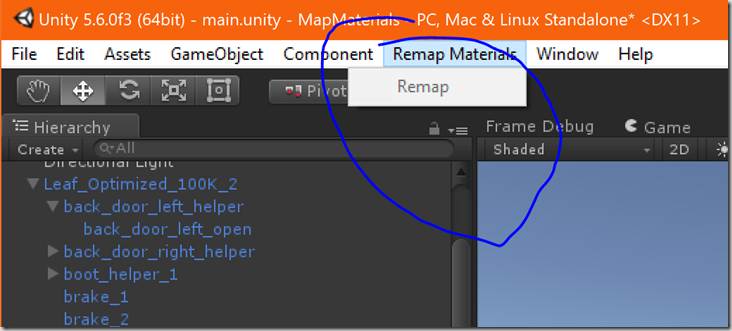 Unity 5.6.0f3 (64bit) - main.unity - MapMaterials - PC, Mac & Linux Standalone* <DX11>
File Edit Assets GameObject Component Remap Materials Window Help
Remap
Pivot
Hierarchy
Frame Debug Game
Create All
Shaded 2D
Directional Light
Leaf_Optimized_100K_2
back_door_left_helper
back_door_left_open
back_door_right_helper
boot_helper_1
brake_1
brake_2